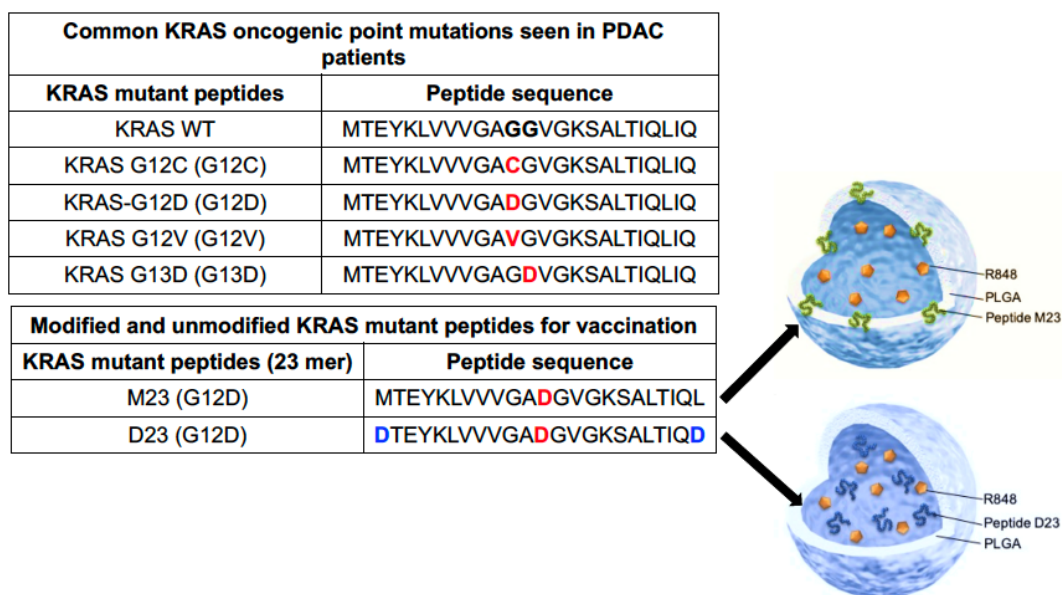 Common KRAS oncogenic point mutations seen in PDAC
patients
KRAS mutant peptides Peptide sequence
KRAS WT MTEYKLVVVGAGGVGKSALTIQLIQ
KRAS G12C (G12C) MTEYKLVVVGACGVGKSALTIQLIQ
KRAS-G12D (G12D) MTEYKLVVVGADGVGKSALTIQLIQ
KRAS G12V (G12V) MTEYKLVVVGAVGVGKSALTIQLIQ
KRAS G13D (G13D) MTEYKLVVVGAGDVGKSALTIQLIQ
Modified and unmodified KRAS mutant peptides for vaccination
KRAS mutant peptides (23 mer) Peptide sequence
M23 (G12D) MTEYKLVVVGADGVGKSALTIQL
D23 (G12D) DTEYKLVVVGADGVGKSALTIQD
R848
PLGA
Peptide M23
R848
Peptide D23
PLGA